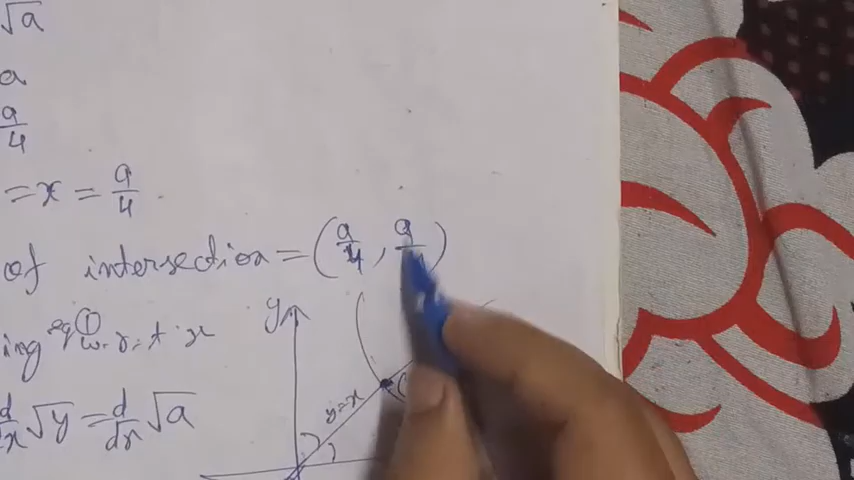 √a
a
a/4
= x = a/4
of intersection = (a/4, a/4)
ing eq① w.r.t x
y
y=x
d/dx √y = d/dx √a